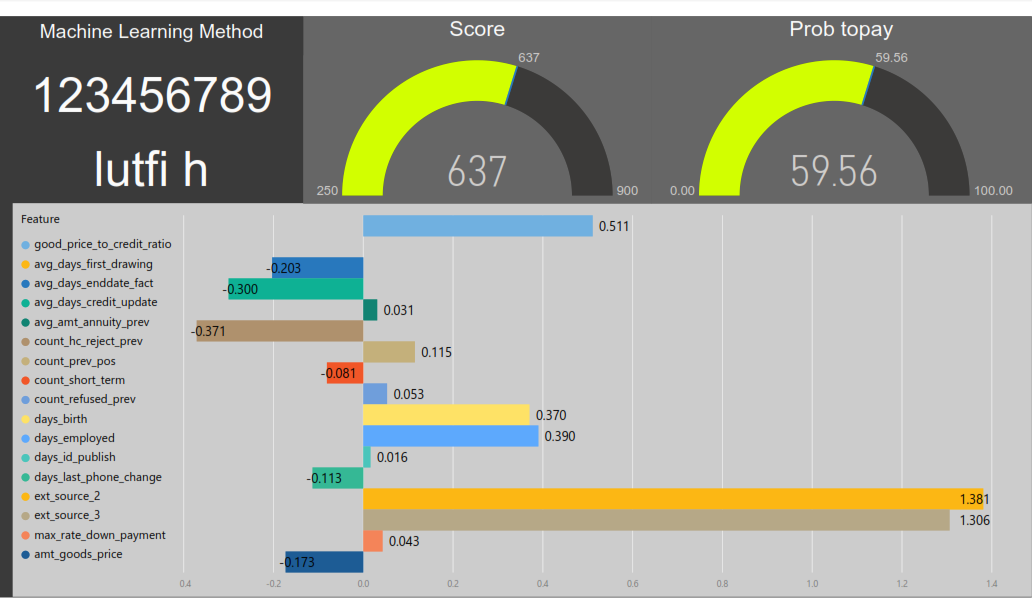 Machine Learning Method
123456789
lutfi h
Score
637
637
250
900
Prob topay
59.56
59.56
0.00
100.00
Feature
good_price_to_credit_ratio
avg_days_first_drawing
avg_days_enddate_fact
avg_days_credit_update
avg_amt_annuity_prev
count_hc_reject_prev
count_prev_pos
count_short_term
count_refused_prev
days_birth
days_employed
days_id_publish
days_last_phone_change
ext_source_2
ext_source_3
max_rate_down_payment
amt_goods_price
0.511
-0.203
-0.300
0.031
-0.371
0.115
-0.081
0.053
0.370
0.390
0.016
-0.113
1.381
1.306
0.043
-0.173
0.4 -0.2 0.0 0.2 0.4 0.6 0.8 1.0 1.2 1.4